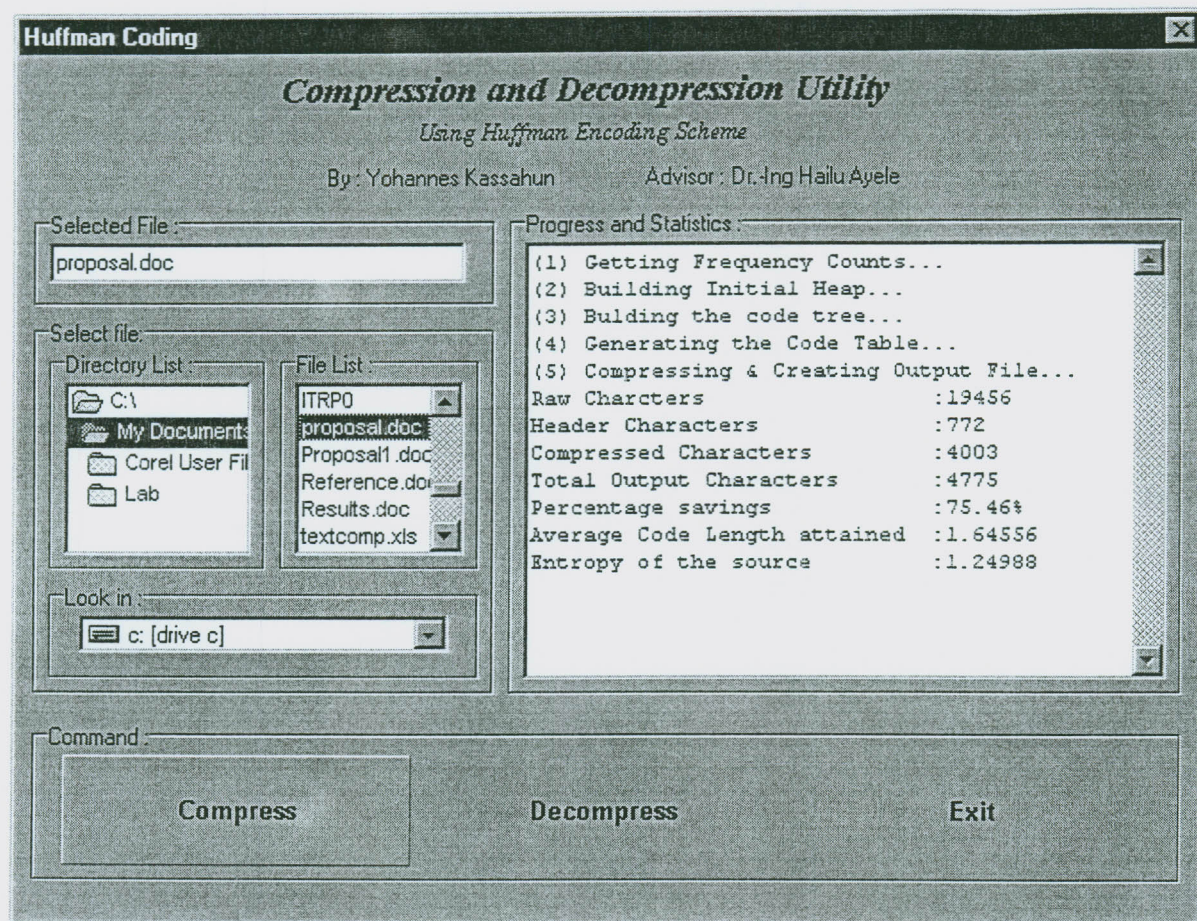 Huffman Coding
Compression and Decompression Utility
Using Huffman Encoding Scheme
By : Yohannes Kassahun Advisor : Dr.-Ing Hailu Ayele
Selected File :
proposal.doc
Select file:
Directory List :
C:\
My Documents
Corel User Fil
Lab
File List :
ITRP0
proposal.doc
Proposal1.doc
Reference.doc
Results.doc
textcomp.xls
Look in :
c: [drive c]
Progress and Statistics :
(1) Getting Frequency Counts...
(2) Building Initial Heap...
(3) Bulding the code tree...
(4) Generating the Code Table...
(5) Compressing & Creating Output File...
Raw Charcters :19456
Header Characters :772
Compressed Characters :4003
Total Output Characters :4775
Percentage savings :75.46%
Average Code Length attained :1.64556
Entropy of the source :1.24988
Command :
Compress Decompress Exit